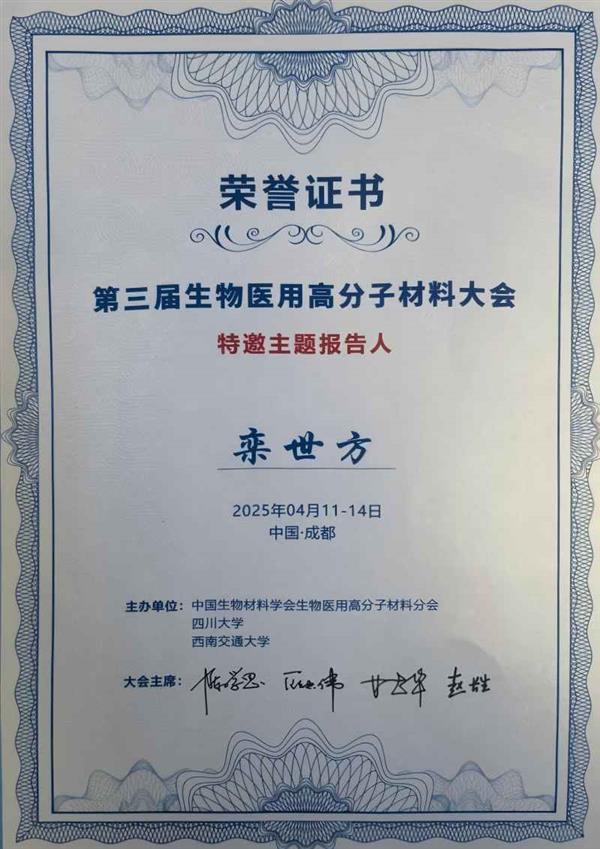 荣誉证书
第三届生物医用高分子材料大会
特邀主题报告人
栾世方
2025年04月11-14日
中国·成都
主办单位：中国生物材料学会生物医用高分子材料分会
四川大学
西南交通大学
大会主席：陈学思